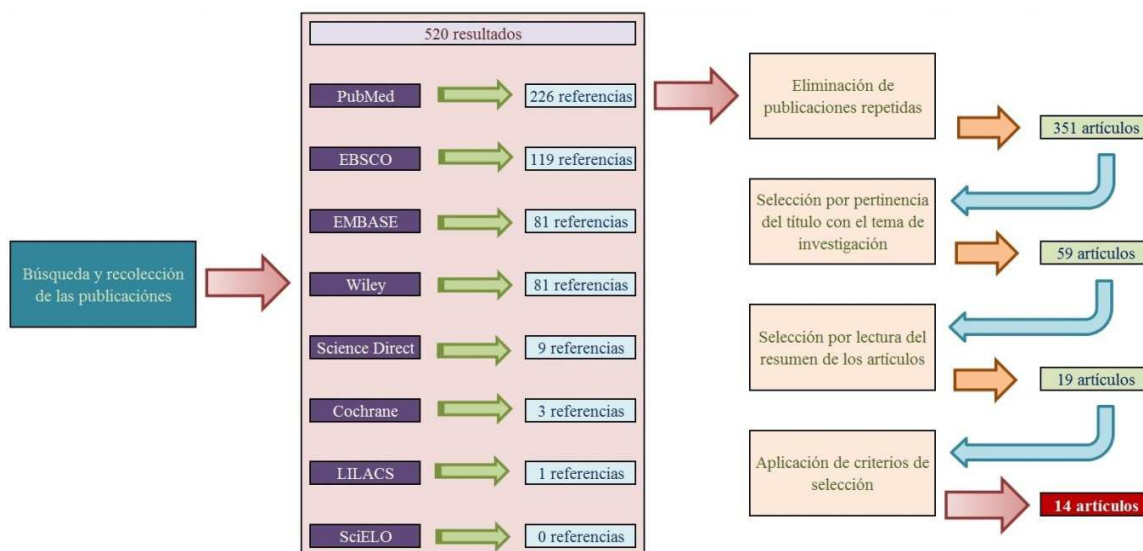 Búsqueda y recolección
de las publicaciónes
520 resultados
PubMed
226 referencias
EBSCO
119 referencias
EMBASE
81 referencias
Wiley
81 referencias
Science Direct
9 referencias
Cochrane
3 referencias
LILACS
1 referencias
SciELO
0 referencias
Eliminación de
publicaciones repetidas
351 artículos
Selección por pertinencia
del título con el tema de
investigación
59 artículos
Selección por lectura del
resumen de los artículos
19 artículos
Aplicación de criterios de
selección
14 artículos